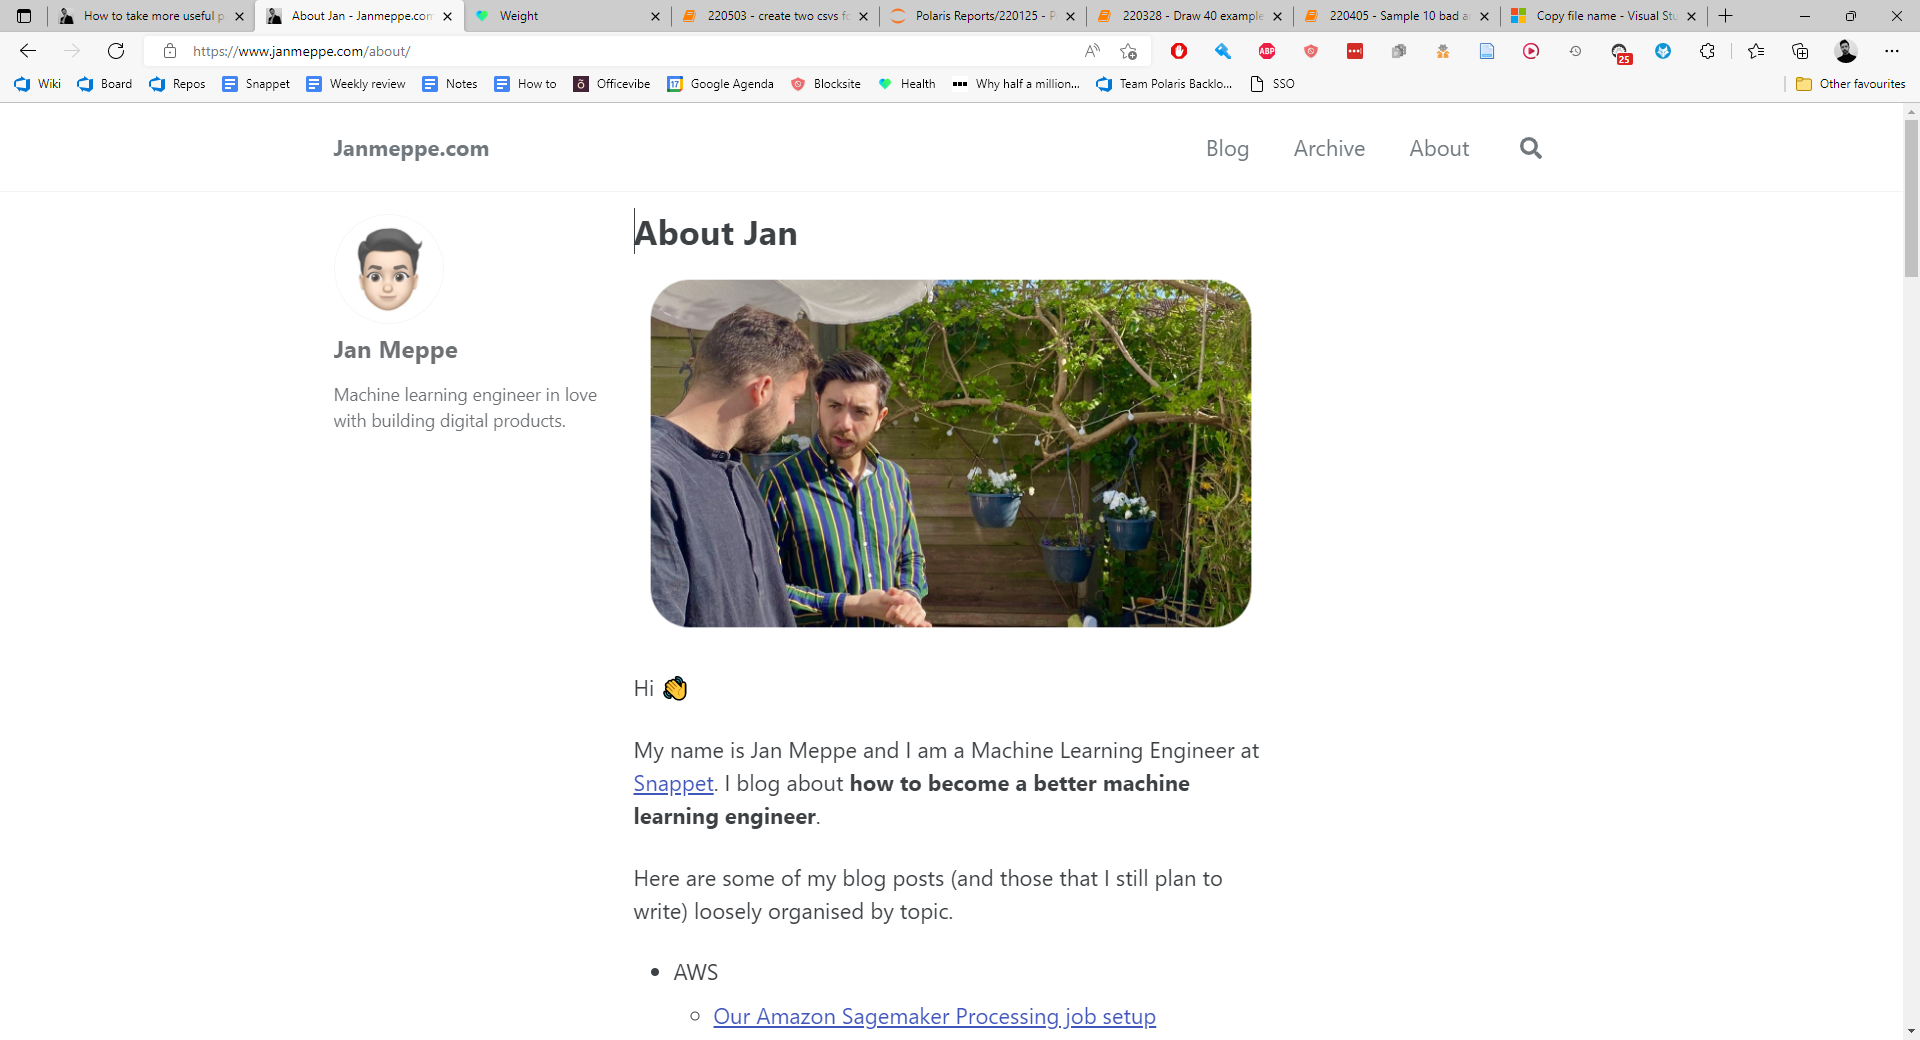 How to take more useful p
About Jan - Janmeppe.com
Weight
220503 - create two csvs fo
Polaris Reports/220125 - P
220328 - Draw 40 example
220405 - Sample 10 bad a
Copy file name - Visual Stu
https://www.janmeppe.com/about/
ABP
25
Wiki
Board
Repos
Snappet
Weekly review
Notes
How to
Officevibe
17
Google Agenda
Blocksite
Health
Why half a million...
Team Polaris Backlo...
SSO
Other favourites
Janmeppe.com
Blog
Archive
About
About Jan
Jan Meppe
Machine learning engineer in love
with building digital products.
Hi
My name is Jan Meppe and I am a Machine Learning Engineer at
Snappet. I blog about how to become a better machine
learning engineer.
Here are some of my blog posts (and those that I still plan to
write) loosely organised by topic.
AWS
Our Amazon Sagemaker Processing job setup